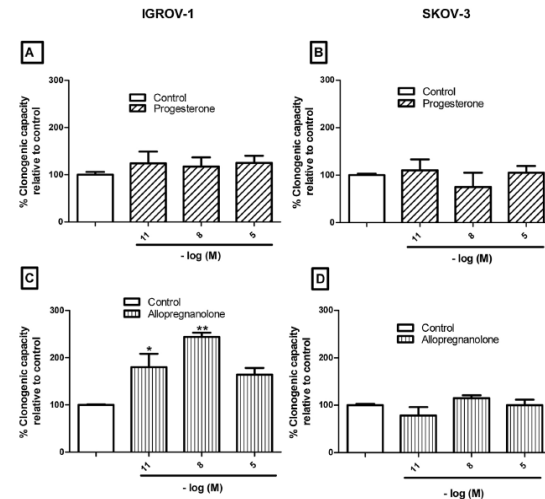 IGROV-1
SKOV-3
A
300
200
100
0
% Clonogenic capacity
relative to control
Control
Progesterone
11
8
5
- log (M)
B
300
200
100
0
% Clonogenic capacity
relative to control
Control
Progesterone
11
8
5
- log (M)
C
300
200
100
0
% Clonogenic capacity
relative to control
Control
Allopregnanolone
*
**
11
8
5
- log (M)
D
300
200
100
0
% Clonogenic capacity
relative to control
Control
Allopregnanolone
11
8
5
- log (M)